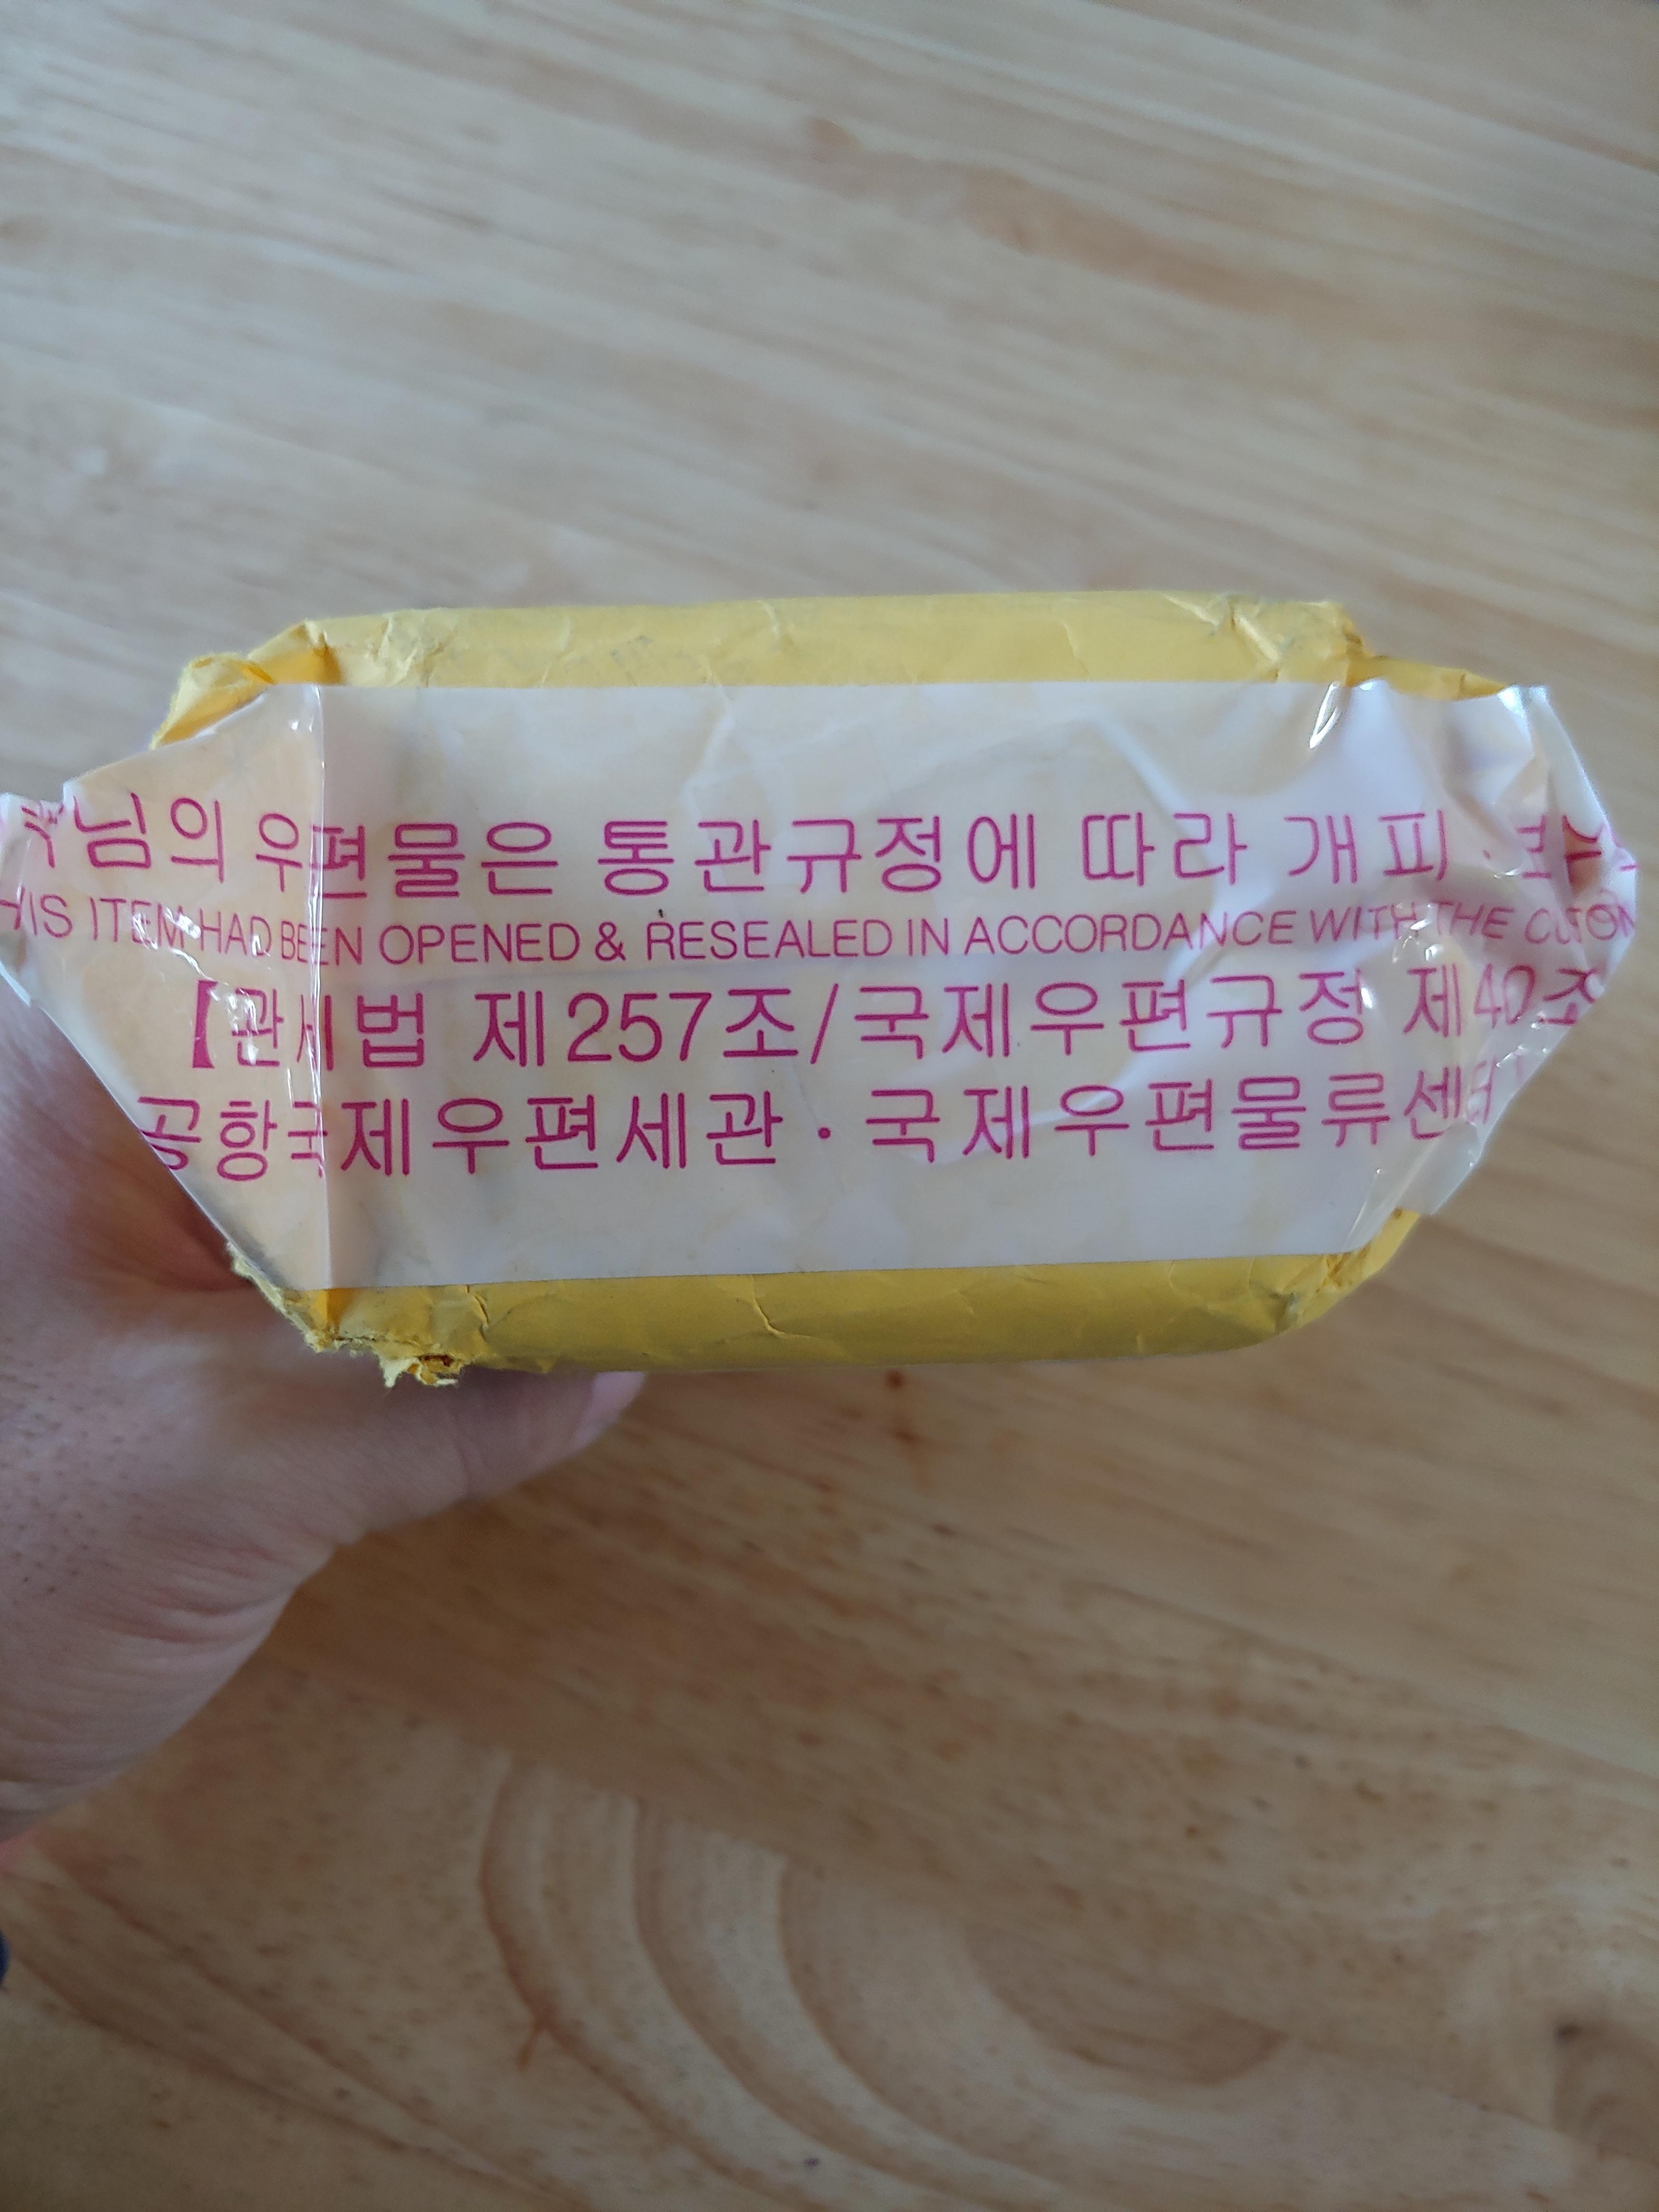 님의 우편물은 통관규정에 따라 개피 ·
ITEM HAD BEEN OPENED & RESEALED IN ACCORDANCE WITH THE
【관세법 제257조/국제우편규정 제40조
공항국제우편세관 · 국제우편물류센터